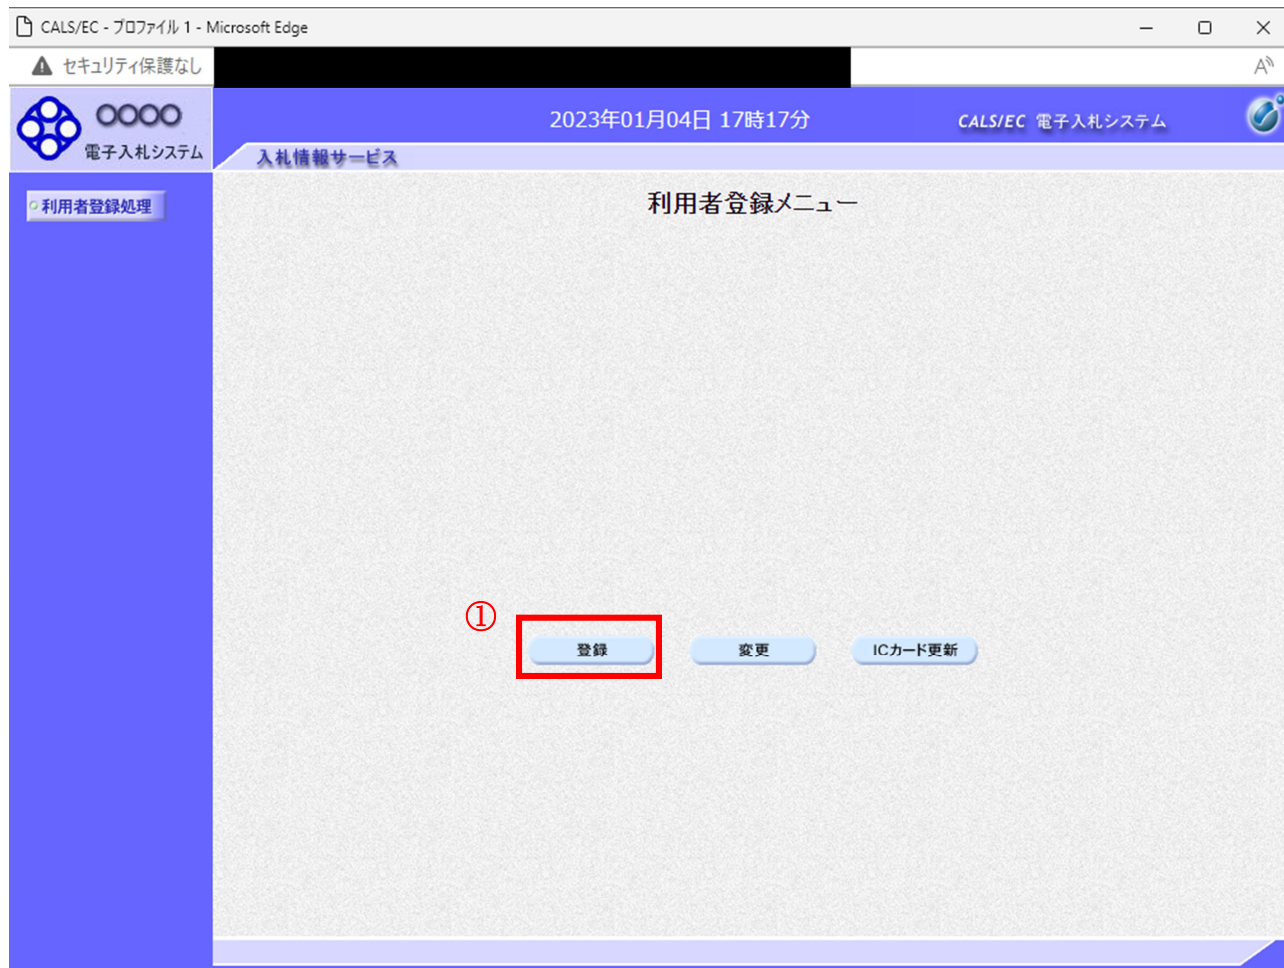 CALS/EC - プロファイル 1 - Microsoft Edge
セキュリティ保護なし
〇〇〇〇
電子入札システム
2023年01月04日 17時17分
CALS/EC 電子入札システム
入札情報サービス
利用者登録処理
利用者登録メニュー
①
登録
変更
ICカード更新